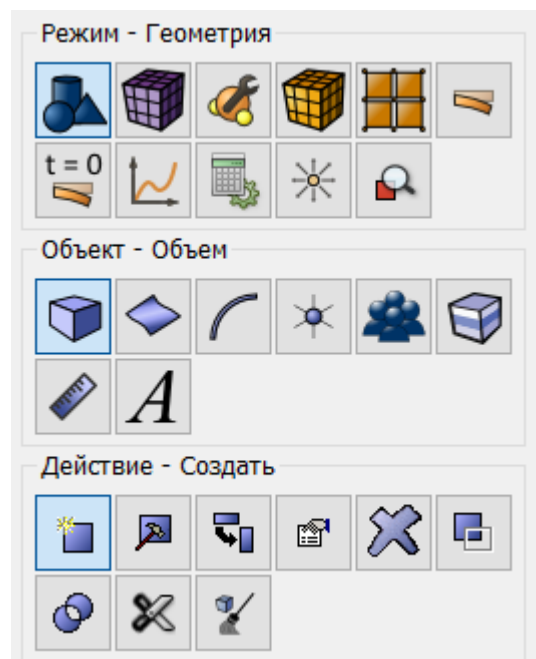 Режим - Геометрия
t = 0
Объект - Объем
A
Действие - Создать